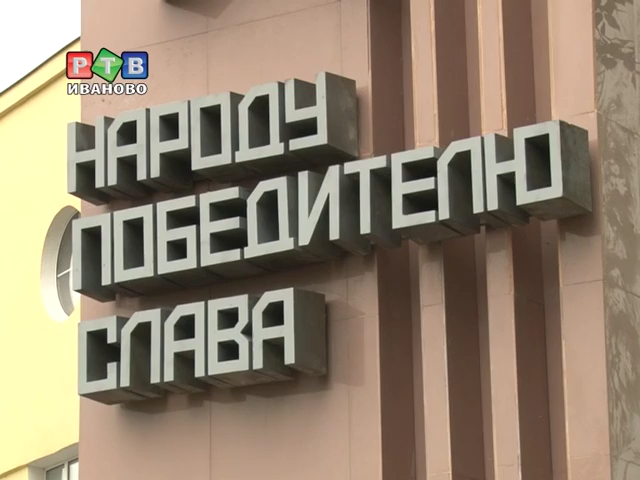 РТВ
ИВАНОВО
НАРОДУ
ПОБЕДИТЕЛЮ
СЛАВА